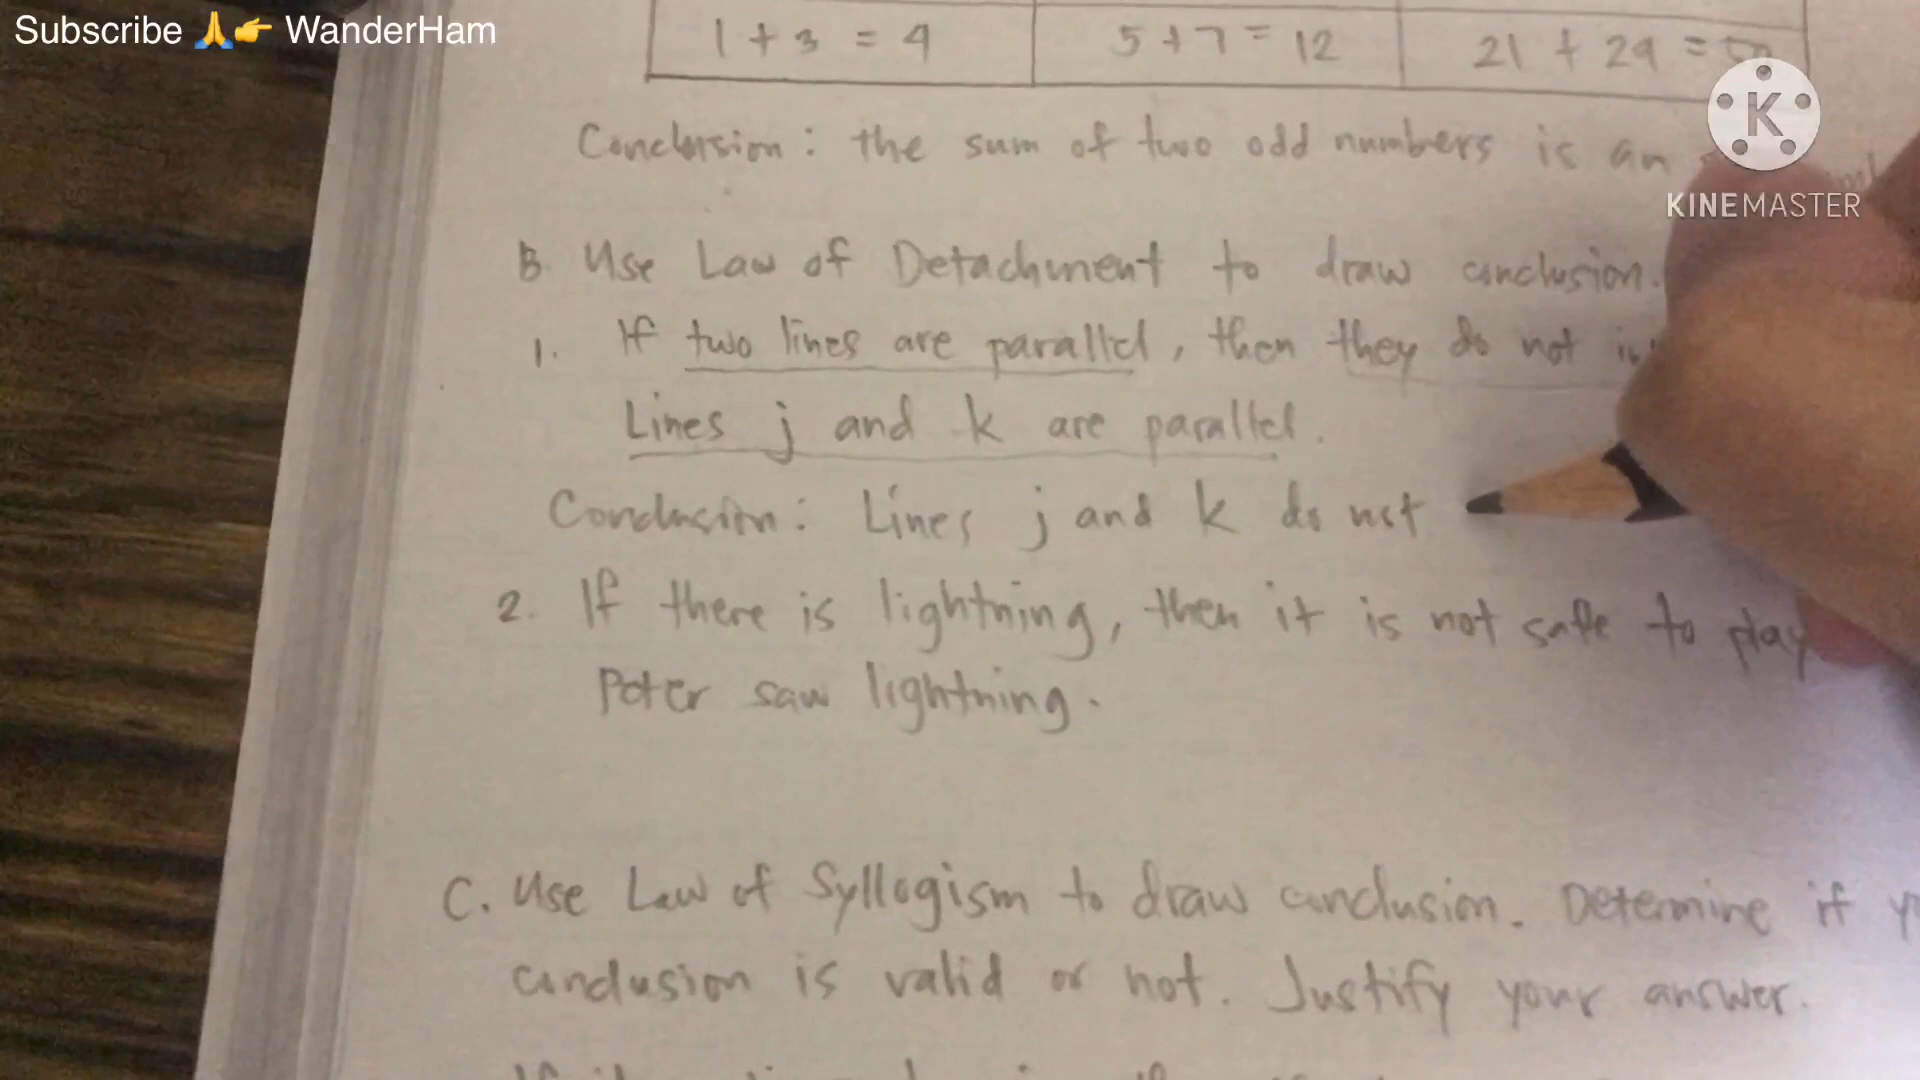 Subscribe 🙏👉 WanderHam
1 + 3 = 4 5 + 7 = 12 21 + 29 = 50
KINEMASTER
Conclusion: the sum of two odd numbers is an
B. Use Law of Detachment to draw conclusion.
1. If two lines are parallel, then they do not
Lines j and k are parallel.
Conclusion: Lines j and k do not
2. If there is lightning, then it is not safe to play
Peter saw lightning.
C. Use Law of Syllogism to draw conclusion. Determine if
conclusion is valid or not. Justify your answer.